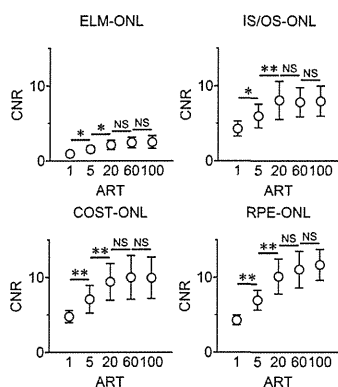 ELM-ONL
CNR
10
0
* * NS NS
1 5 20 60 100
ART
IS/OS-ONL
CNR
10
0
* ** NS NS
1 5 20 60 100
ART
COST-ONL
CNR
10
0
** ** NS NS
1 5 20 60 100
ART
RPE-ONL
CNR
10
0
** ** NS NS
1 5 20 60 100
ART